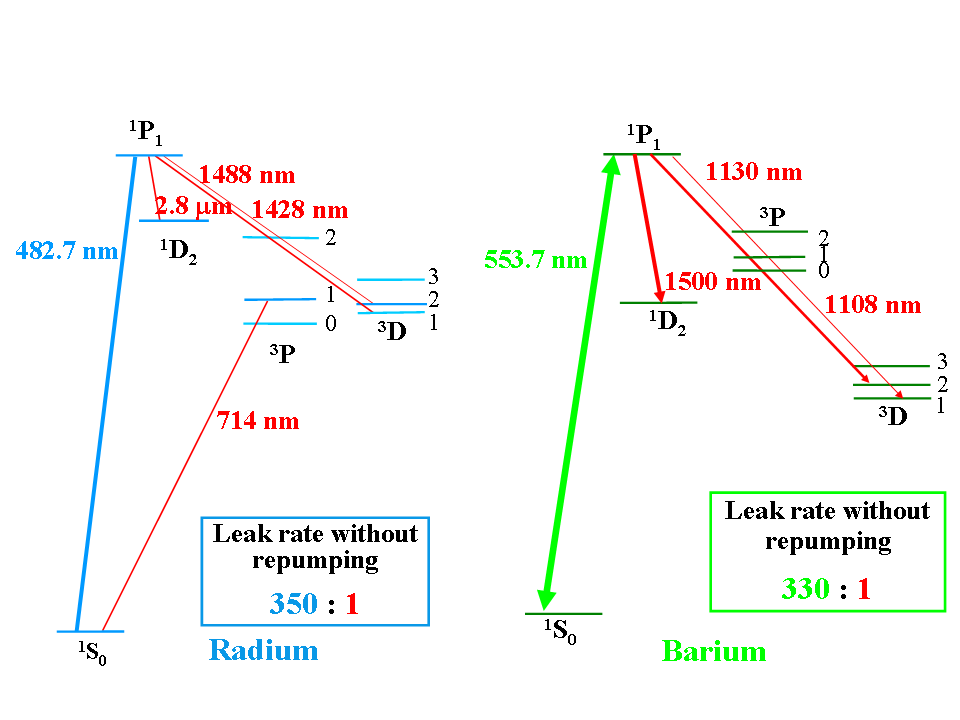 ¹P₁
1488 nm
2.8 μm
1428 nm
482.7 nm
¹D₂
2
3
1
2
0
1
³D
³P
714 nm
Leak rate without
repumping
350 : 1
¹S₀
Radium
¹P₁
1130 nm
³P
2
1
0
553.7 nm
1500 nm
1108 nm
¹D₂
3
2
1
³D
Leak rate without
repumping
330 : 1
¹S₀
Barium